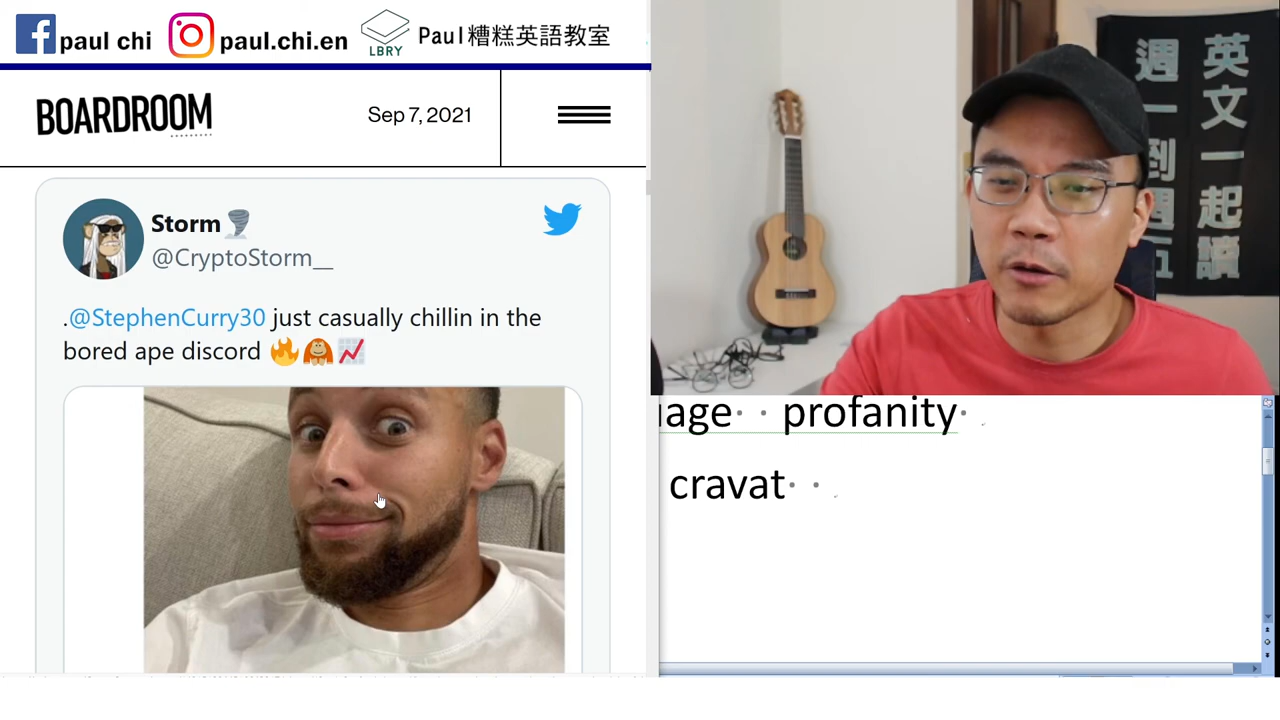 paul chi
paul.chi.en
LBRY
Paul糟糕英語教室
BOARDROOM
Sep 7, 2021
Storm
@CryptoStorm__
.@StephenCurry30 just casually chillin in the
bored ape discord
英文一起讀
週一到週五
profanity
cravat